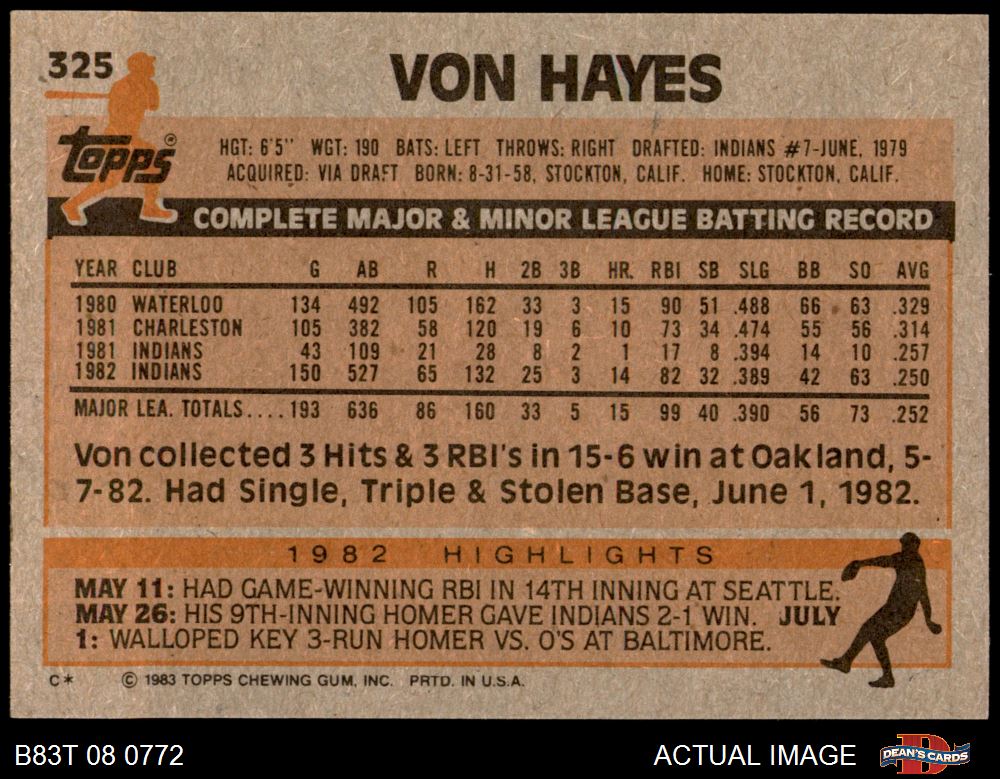 325
VON HAYES
TOPPS®
HGT: 6'5" WGT: 190 BATS: LEFT THROWS: RIGHT DRAFTED: INDIANS #7-JUNE, 1979
ACQUIRED: VIA DRAFT BORN: 8-31-58, STOCKTON, CALIF. HOME: STOCKTON, CALIF.
COMPLETE MAJOR & MINOR LEAGUE BATTING RECORD
YEAR CLUB G AB R H 2B 3B HR. RBI SB SLG BB SO AVG
1980 WATERLOO 134 492 105 162 33 3 15 90 51 .488 66 63 .329
1981 CHARLESTON 105 382 58 120 19 6 10 73 34 .474 55 56 .314
1981 INDIANS 43 109 21 28 8 2 1 17 8 .394 14 10 .257
1982 INDIANS 150 527 65 132 25 3 14 82 32 .389 42 63 .250
MAJOR LEA. TOTALS.... 193 636 86 160 33 5 15 99 40 .390 56 73 .252
Von collected 3 Hits & 3 RBI's in 15-6 win at Oakland, 5-
7-82. Had Single, Triple & Stolen Base, June 1, 1982.
1982 HIGHLIGHTS
MAY 11: HAD GAME-WINNING RBI IN 14TH INNING AT SEATTLE.
MAY 26: HIS 9TH-INNING HOMER GAVE INDIANS 2-1 WIN. JULY
1: WALLOPED KEY 3-RUN HOMER VS. O'S AT BALTIMORE.
C* © 1983 TOPPS CHEWING GUM, INC. PRTD. IN U.S.A.
B83T 08 0772 ACTUAL IMAGE D DEAN'S CARDS